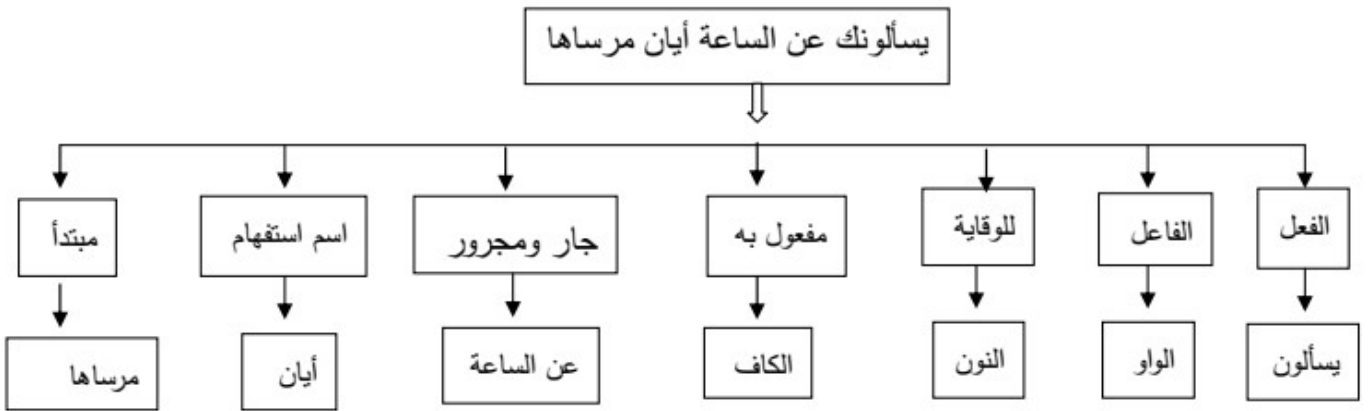 يسألونك عن الساعة أيان مرساها
الفعل
الفاعل
للوقاية
مفعول به
جار ومجرور
اسم استفهام
مبتدأ
يسألون
الواو
النون
الكاف
عن الساعة
أيان
مرساها